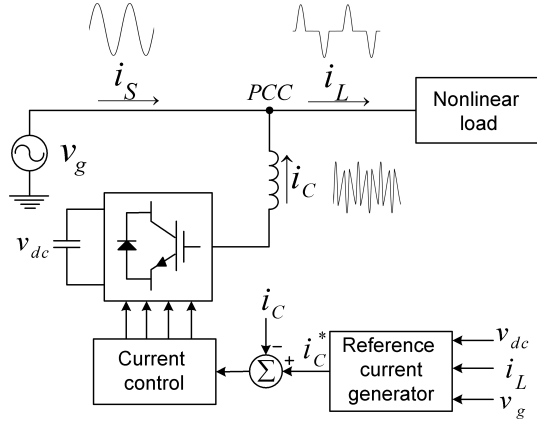 i_S
PCC
i_L
Nonlinear
load
v_g
i_C
v_dc
i_C
Current
control
−
+
Σ
i_C^*
Reference
current
generator
v_dc
i_L
v_g